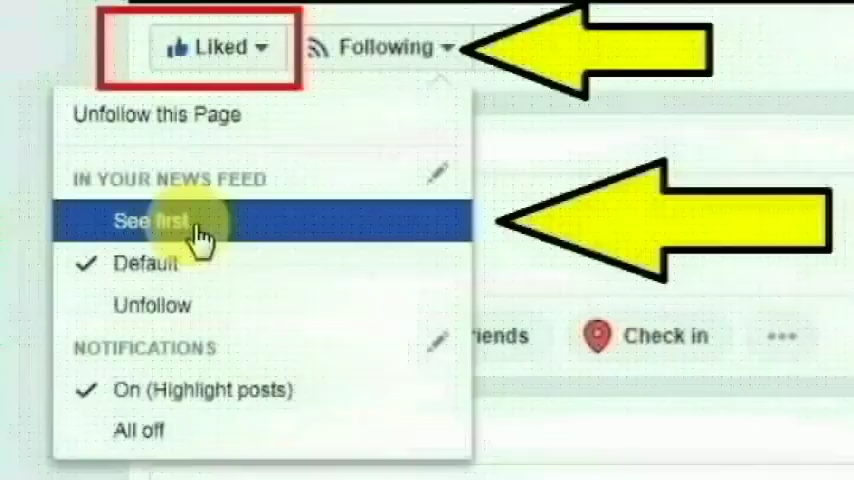 Liked Following
Unfollow this Page
IN YOUR NEWS FEED
See first
Default
Unfollow
riends Check in
NOTIFICATIONS
On (Highlight posts)
All off